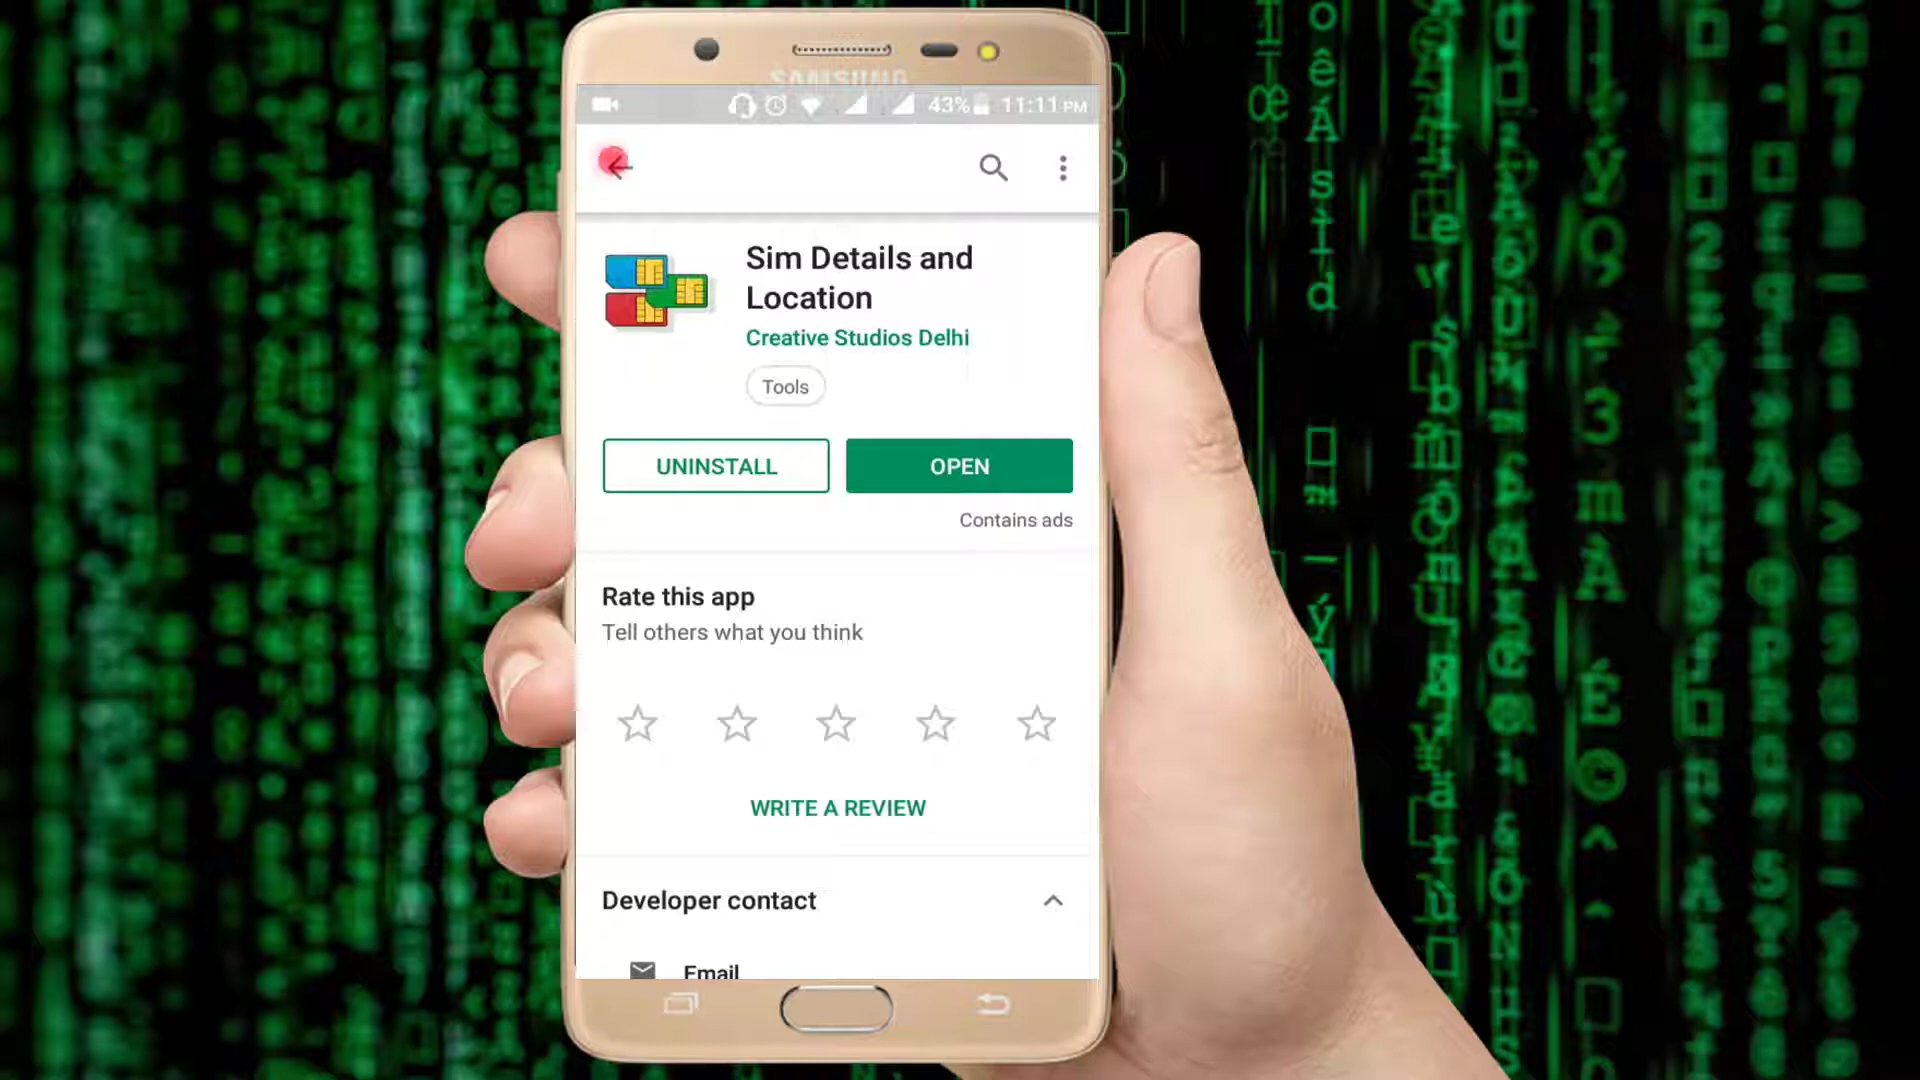 SAMSUNG
43% 11:11 PM
Sim Details and
Location
Creative Studios Delhi
Tools
UNINSTALL OPEN
Contains ads
Rate this app
Tell others what you think
WRITE A REVIEW
Developer contact
Email